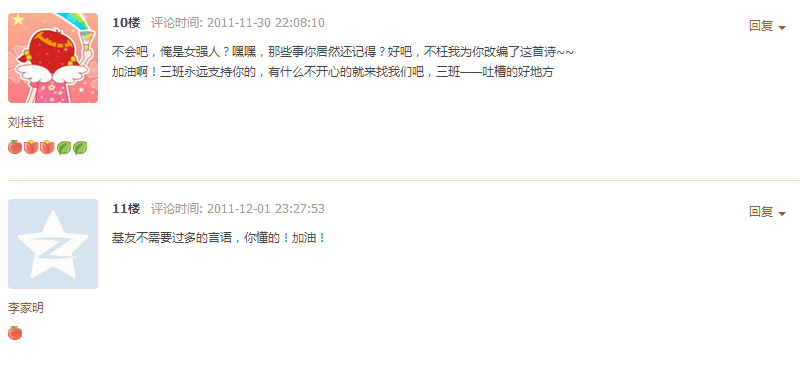 10楼 评论时间: 2011-11-30 22:08:10 回复
不会吧，俺是女强人？嘿嘿，那些事你居然还记得？好吧，不枉我为你改编了这首诗~~
加油啊！三班永远支持你的，有什么不开心的就来找我们吧，三班——吐槽的好地方
刘桂钰
11楼 评论时间: 2011-12-01 23:27:53 回复
基友不需要过多的言语，你懂的！加油！
李家明